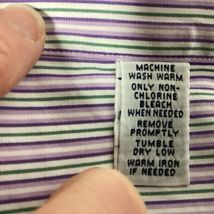 MACHINE
WASH WARM
ONLY NON-
CHLORINE
BLEACH
WHEN NEEDED
REMOVE
PROMPTLY
TUMBLE
DRY LOW
WARM IRON
IF NEEDED